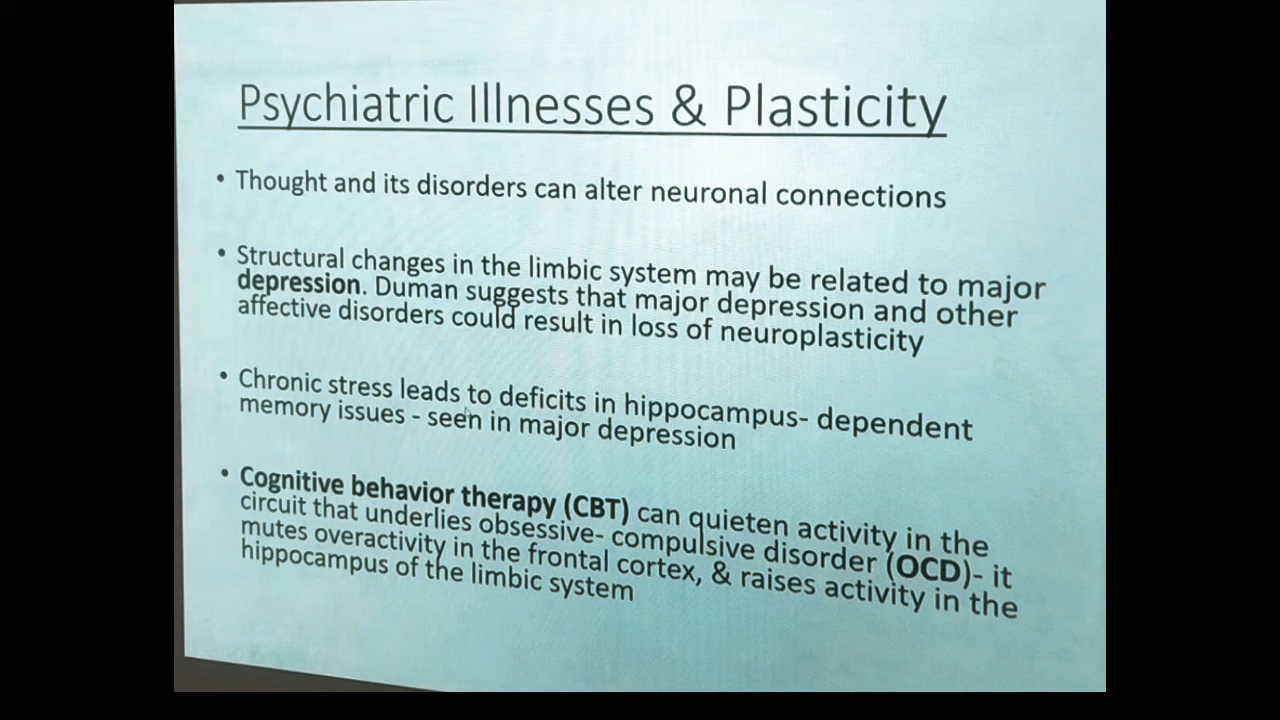 Psychiatric Illnesses & Plasticity
• Thought and its disorders can alter neuronal connections
• Structural changes in the limbic system may be related to major
depression. Duman suggests that major depression and other
affective disorders could result in loss of neuroplasticity
• Chronic stress leads to deficits in hippocampus- dependent
memory issues - seen in major depression
• Cognitive behavior therapy (CBT) can quieten activity in the
circuit that underlies obsessive- compulsive disorder (OCD)- it
mutes overactivity in the frontal cortex, & raises activity in the
hippocampus of the limbic system